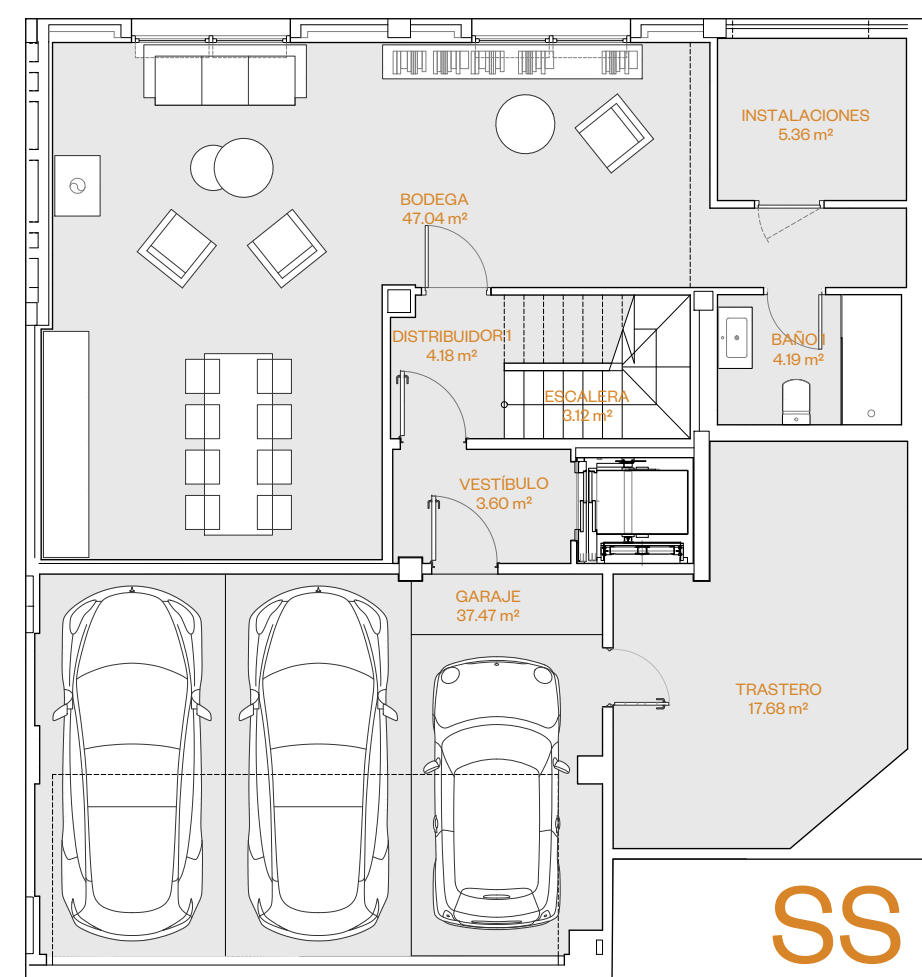 INSTALACIONES
5.36 m²
BODEGA
47.04 m²
DISTRIBUIDOR 1
4.18 m²
BAÑO 1
4.19 m²
ESCALERA
3.12 m²
VESTÍBULO
3.60 m²
GARAJE
37.47 m²
TRASTERO
17.68 m²
SS